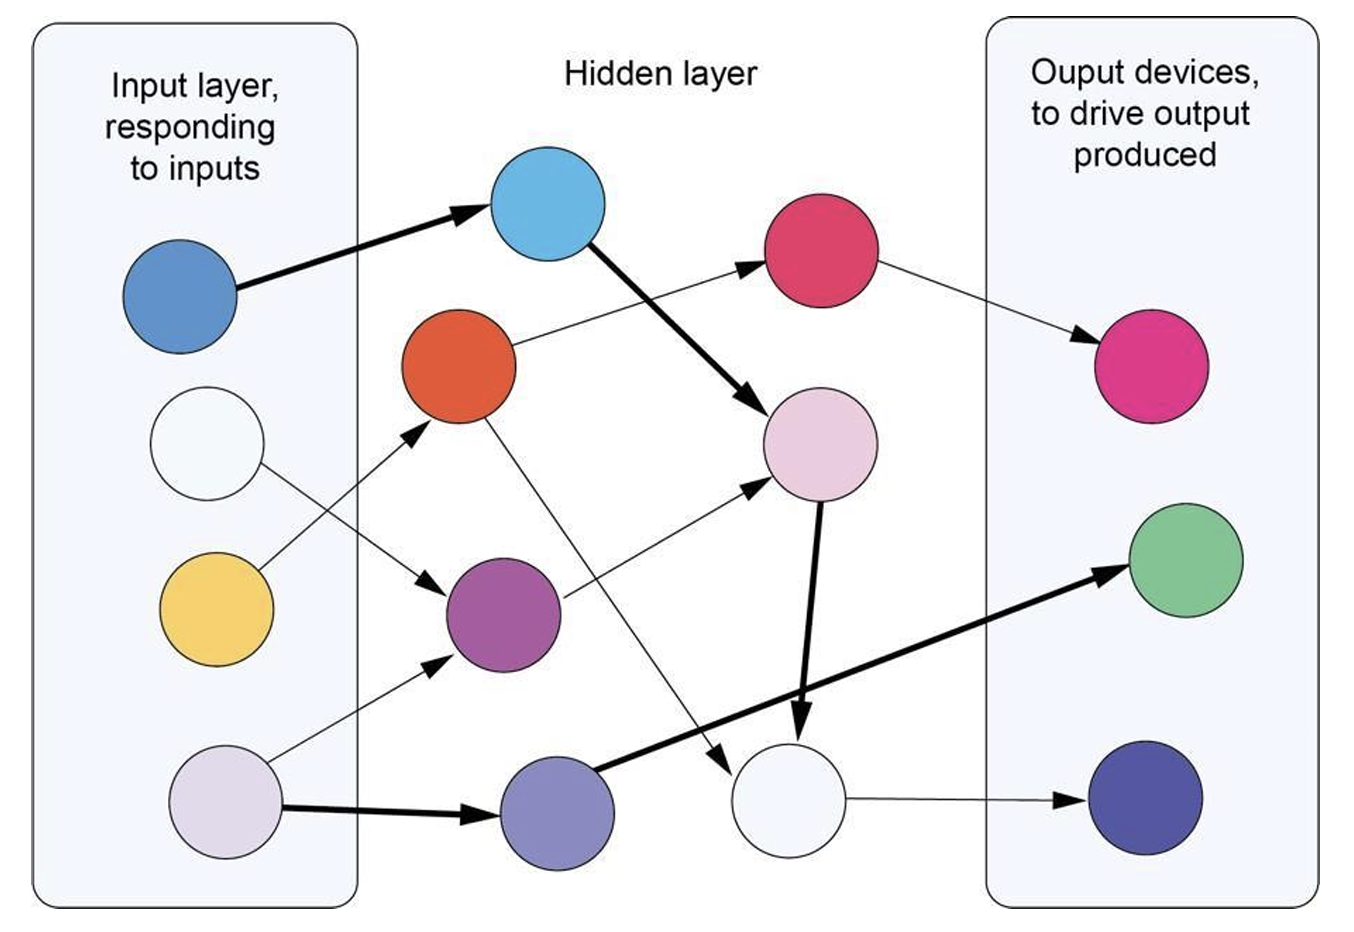 Input layer,
responding
to inputs
Hidden layer
Ouput devices,
to drive output
produced